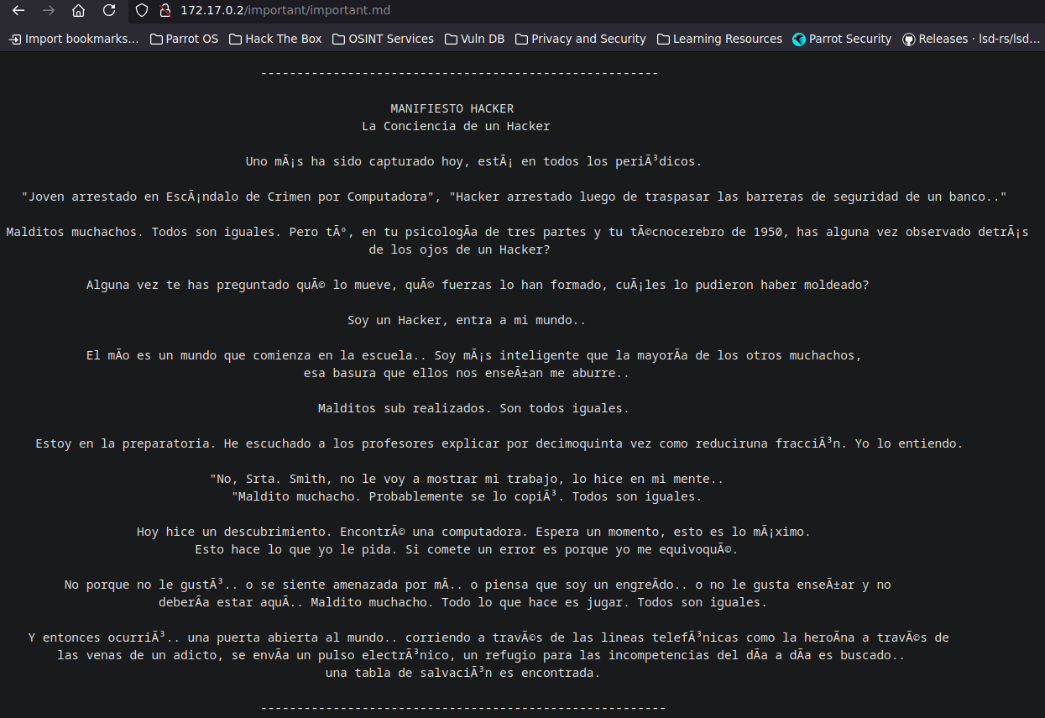 172.17.0.2/important/important.md
Import bookmarks... Parrot OS Hack The Box OSINT Services Vuln DB Privacy and Security Learning Resources Parrot Security Releases · lsd-rs/lsd...
-------------------------------------------------------
MANIFIESTO HACKER
La Conciencia de un Hacker
Uno mÃ¡s ha sido capturado hoy, estÃ¡ en todos los periÃ³dicos.
"Joven arrestado en EscÃ¡ndalo de Crimen por Computadora", "Hacker arrestado luego de traspasar las barreras de seguridad de un banco.."
Malditos muchachos. Todos son iguales. Pero tÃº, en tu psicologÃa de tres partes y tu tÃ©cnocerebro de 1950, has alguna vez observado detrÃ¡s
de los ojos de un Hacker?
Alguna vez te has preguntado quÃ© lo mueve, quÃ© fuerzas lo han formado, cuÃ¡les lo pudieron haber moldeado?
Soy un Hacker, entra a mi mundo..
El mÃo es un mundo que comienza en la escuela.. Soy mÃ¡s inteligente que la mayorÃa de los otros muchachos,
esa basura que ellos nos enseÃ±an me aburre..
Malditos sub realizados. Son todos iguales.
Estoy en la preparatoria. He escuchado a los profesores explicar por decimoquinta vez como reduciruna fracciÃ³n. Yo lo entiendo.
"No, Srta. Smith, no le voy a mostrar mi trabajo, lo hice en mi mente..
"Maldito muchacho. Probablemente se lo copiÃ³. Todos son iguales.
Hoy hice un descubrimiento. EncontrÃ© una computadora. Espera un momento, esto es lo mÃ¡ximo.
Esto hace lo que yo le pida. Si comete un error es porque yo me equivoquÃ©.
No porque no le gustÃ³.. o se siente amenazada por mÃ.. o piensa que soy un engreÃdo.. o no le gusta enseÃ±ar y no
deberÃa estar aquÃ.. Maldito muchacho. Todo lo que hace es jugar. Todos son iguales.
Y entonces ocurriÃ³.. una puerta abierta al mundo.. corriendo a travÃ©s de las lineas telefÃ³nicas como la heroÃna a travÃ©s de
las venas de un adicto, se envÃa un pulso electrÃ³nico, un refugio para las incompetencias del dÃa a dÃa es buscado..
una tabla de salvaciÃ³n es encontrada.
--------------------------------------------------------